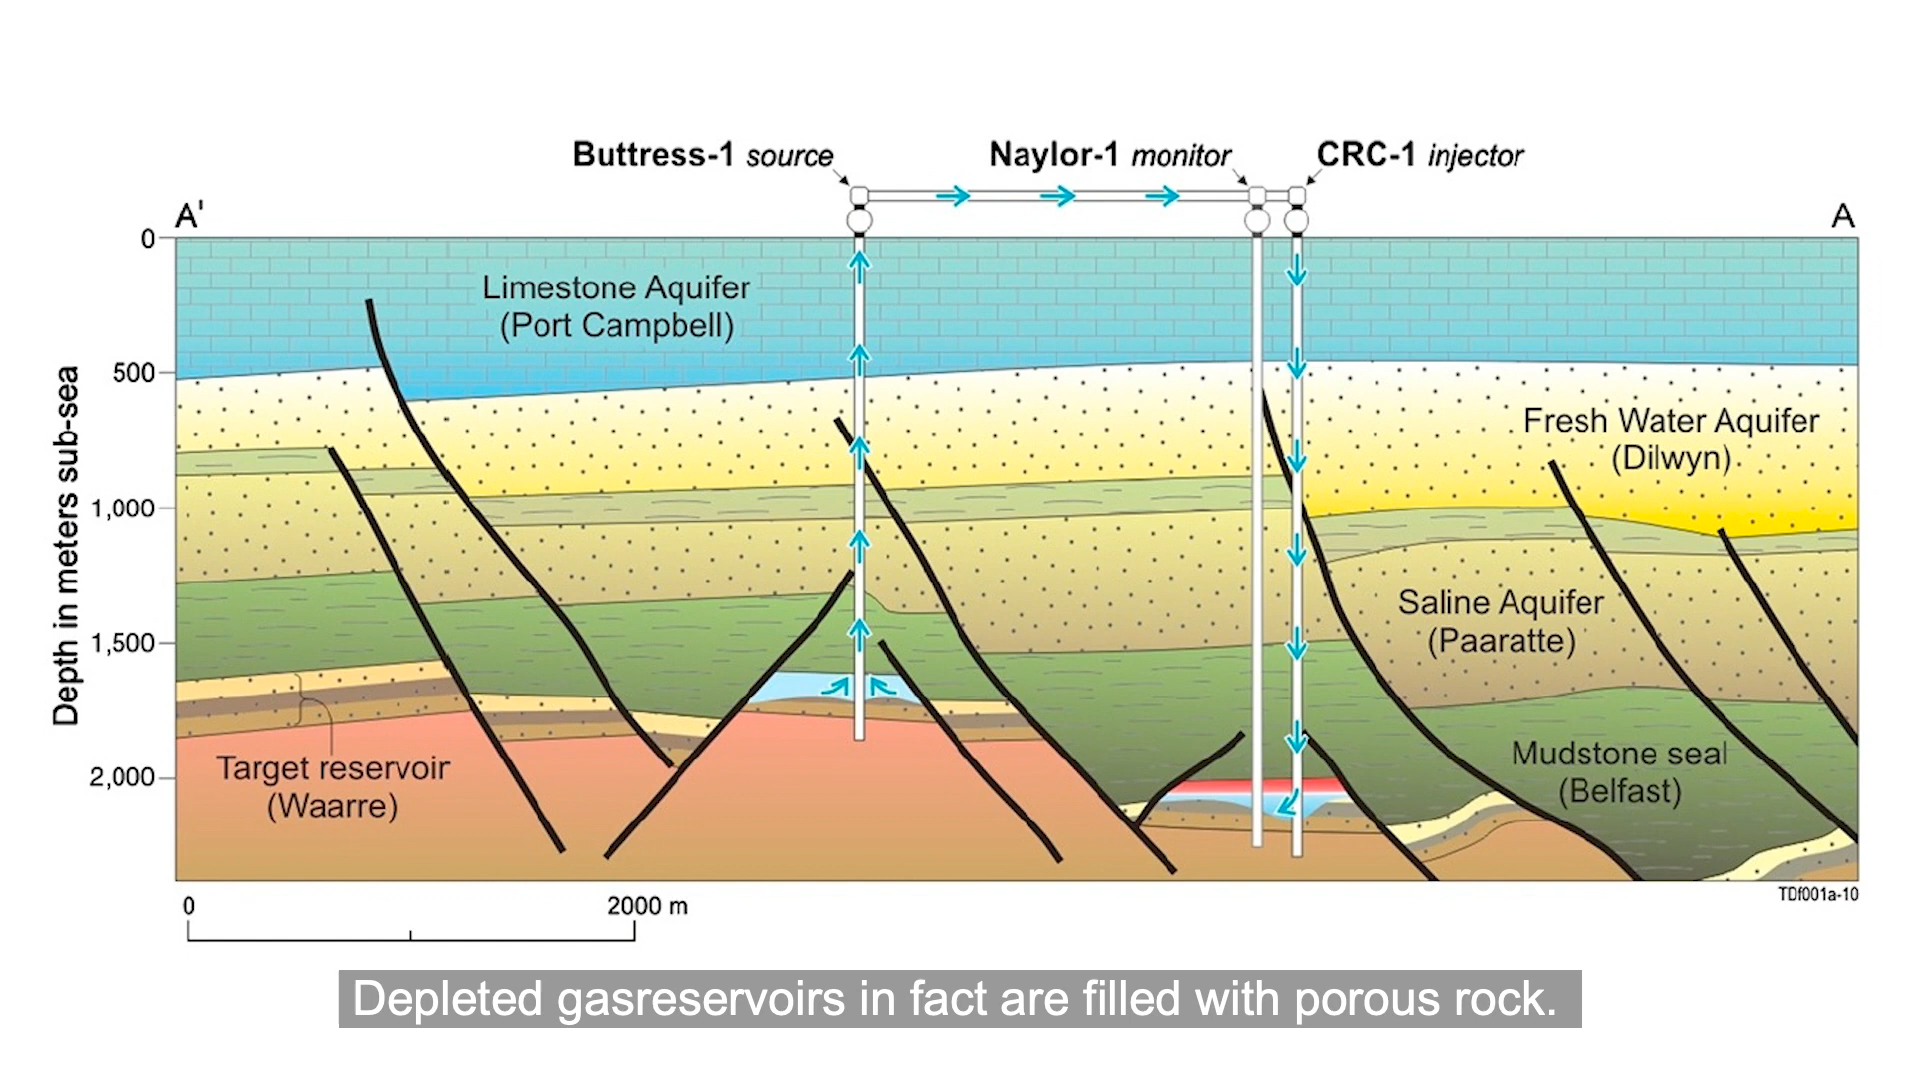 Buttress-1 source
Naylor-1 monitor
CRC-1 injector
A'
A
0
500
1,000
1,500
2,000
Depth in meters sub-sea
Limestone Aquifer
(Port Campbell)
Fresh Water Aquifer
(Dilwyn)
Saline Aquifer
(Paaratte)
Mudstone seal
(Belfast)
Target reservoir
(Waarre)
TDf001a-10
0
2000 m
Depleted gasreservoirs in fact are filled with porous rock.